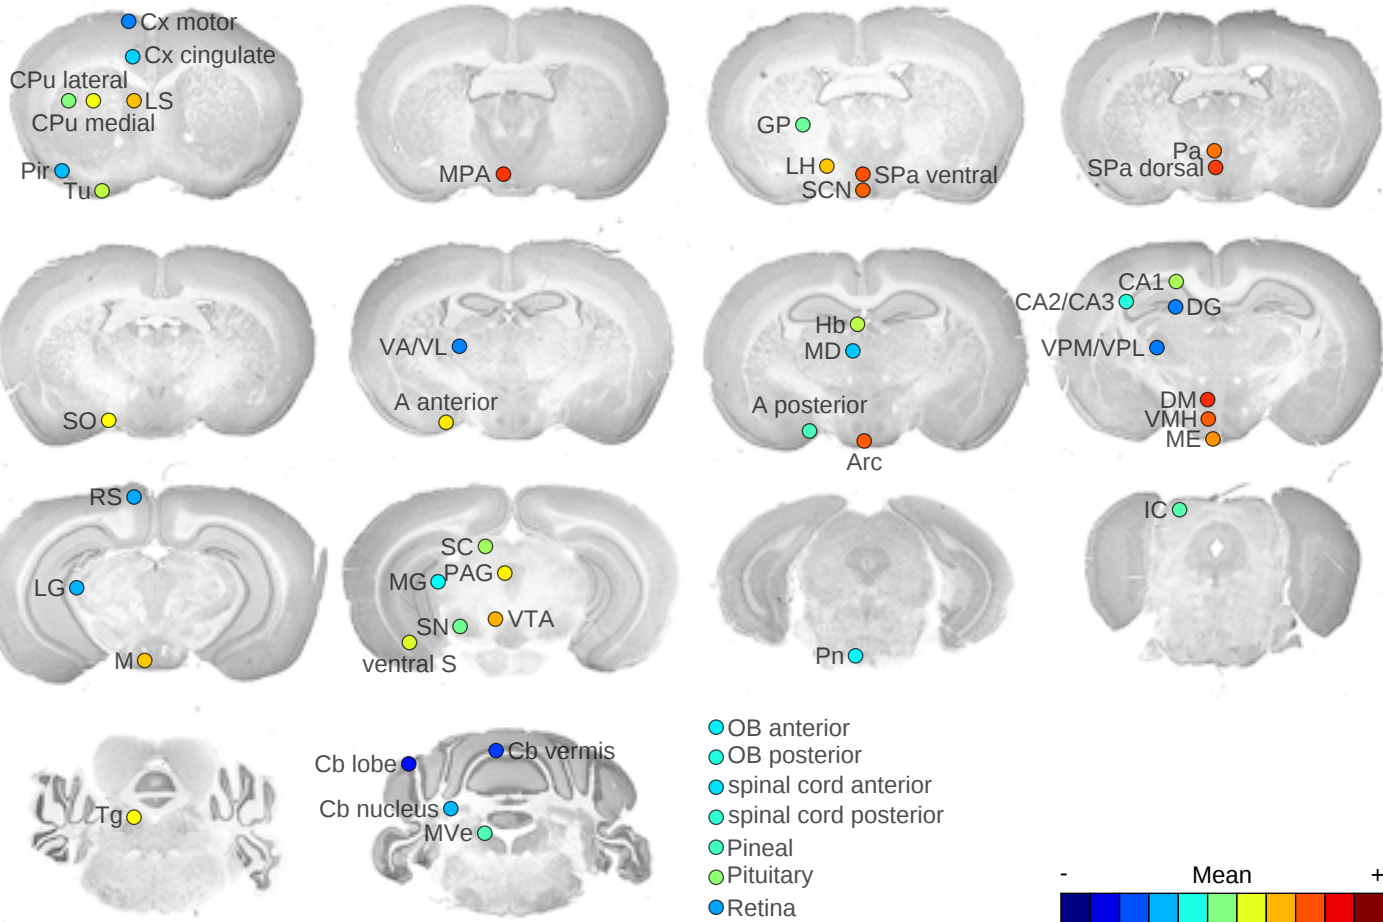 Cx motor
Cx cingulate
CPu lateral
LS
CPu medial
Pir
Tu
MPA
GP
LH
SPa ventral
SCN
Pa
SPa dorsal
SO
VA/VL
A anterior
Hb
MD
A posterior
Arc
CA1
CA2/CA3
DG
VPM/VPL
DM
VMH
ME
RS
LG
M
SC
MG
PAG
SN
VTA
ventral S
Pn
IC
Tg
Cb lobe
Cb vermis
Cb nucleus
MVe
OB anterior
OB posterior
spinal cord anterior
spinal cord posterior
Pineal
Pituitary
Retina
- Mean +